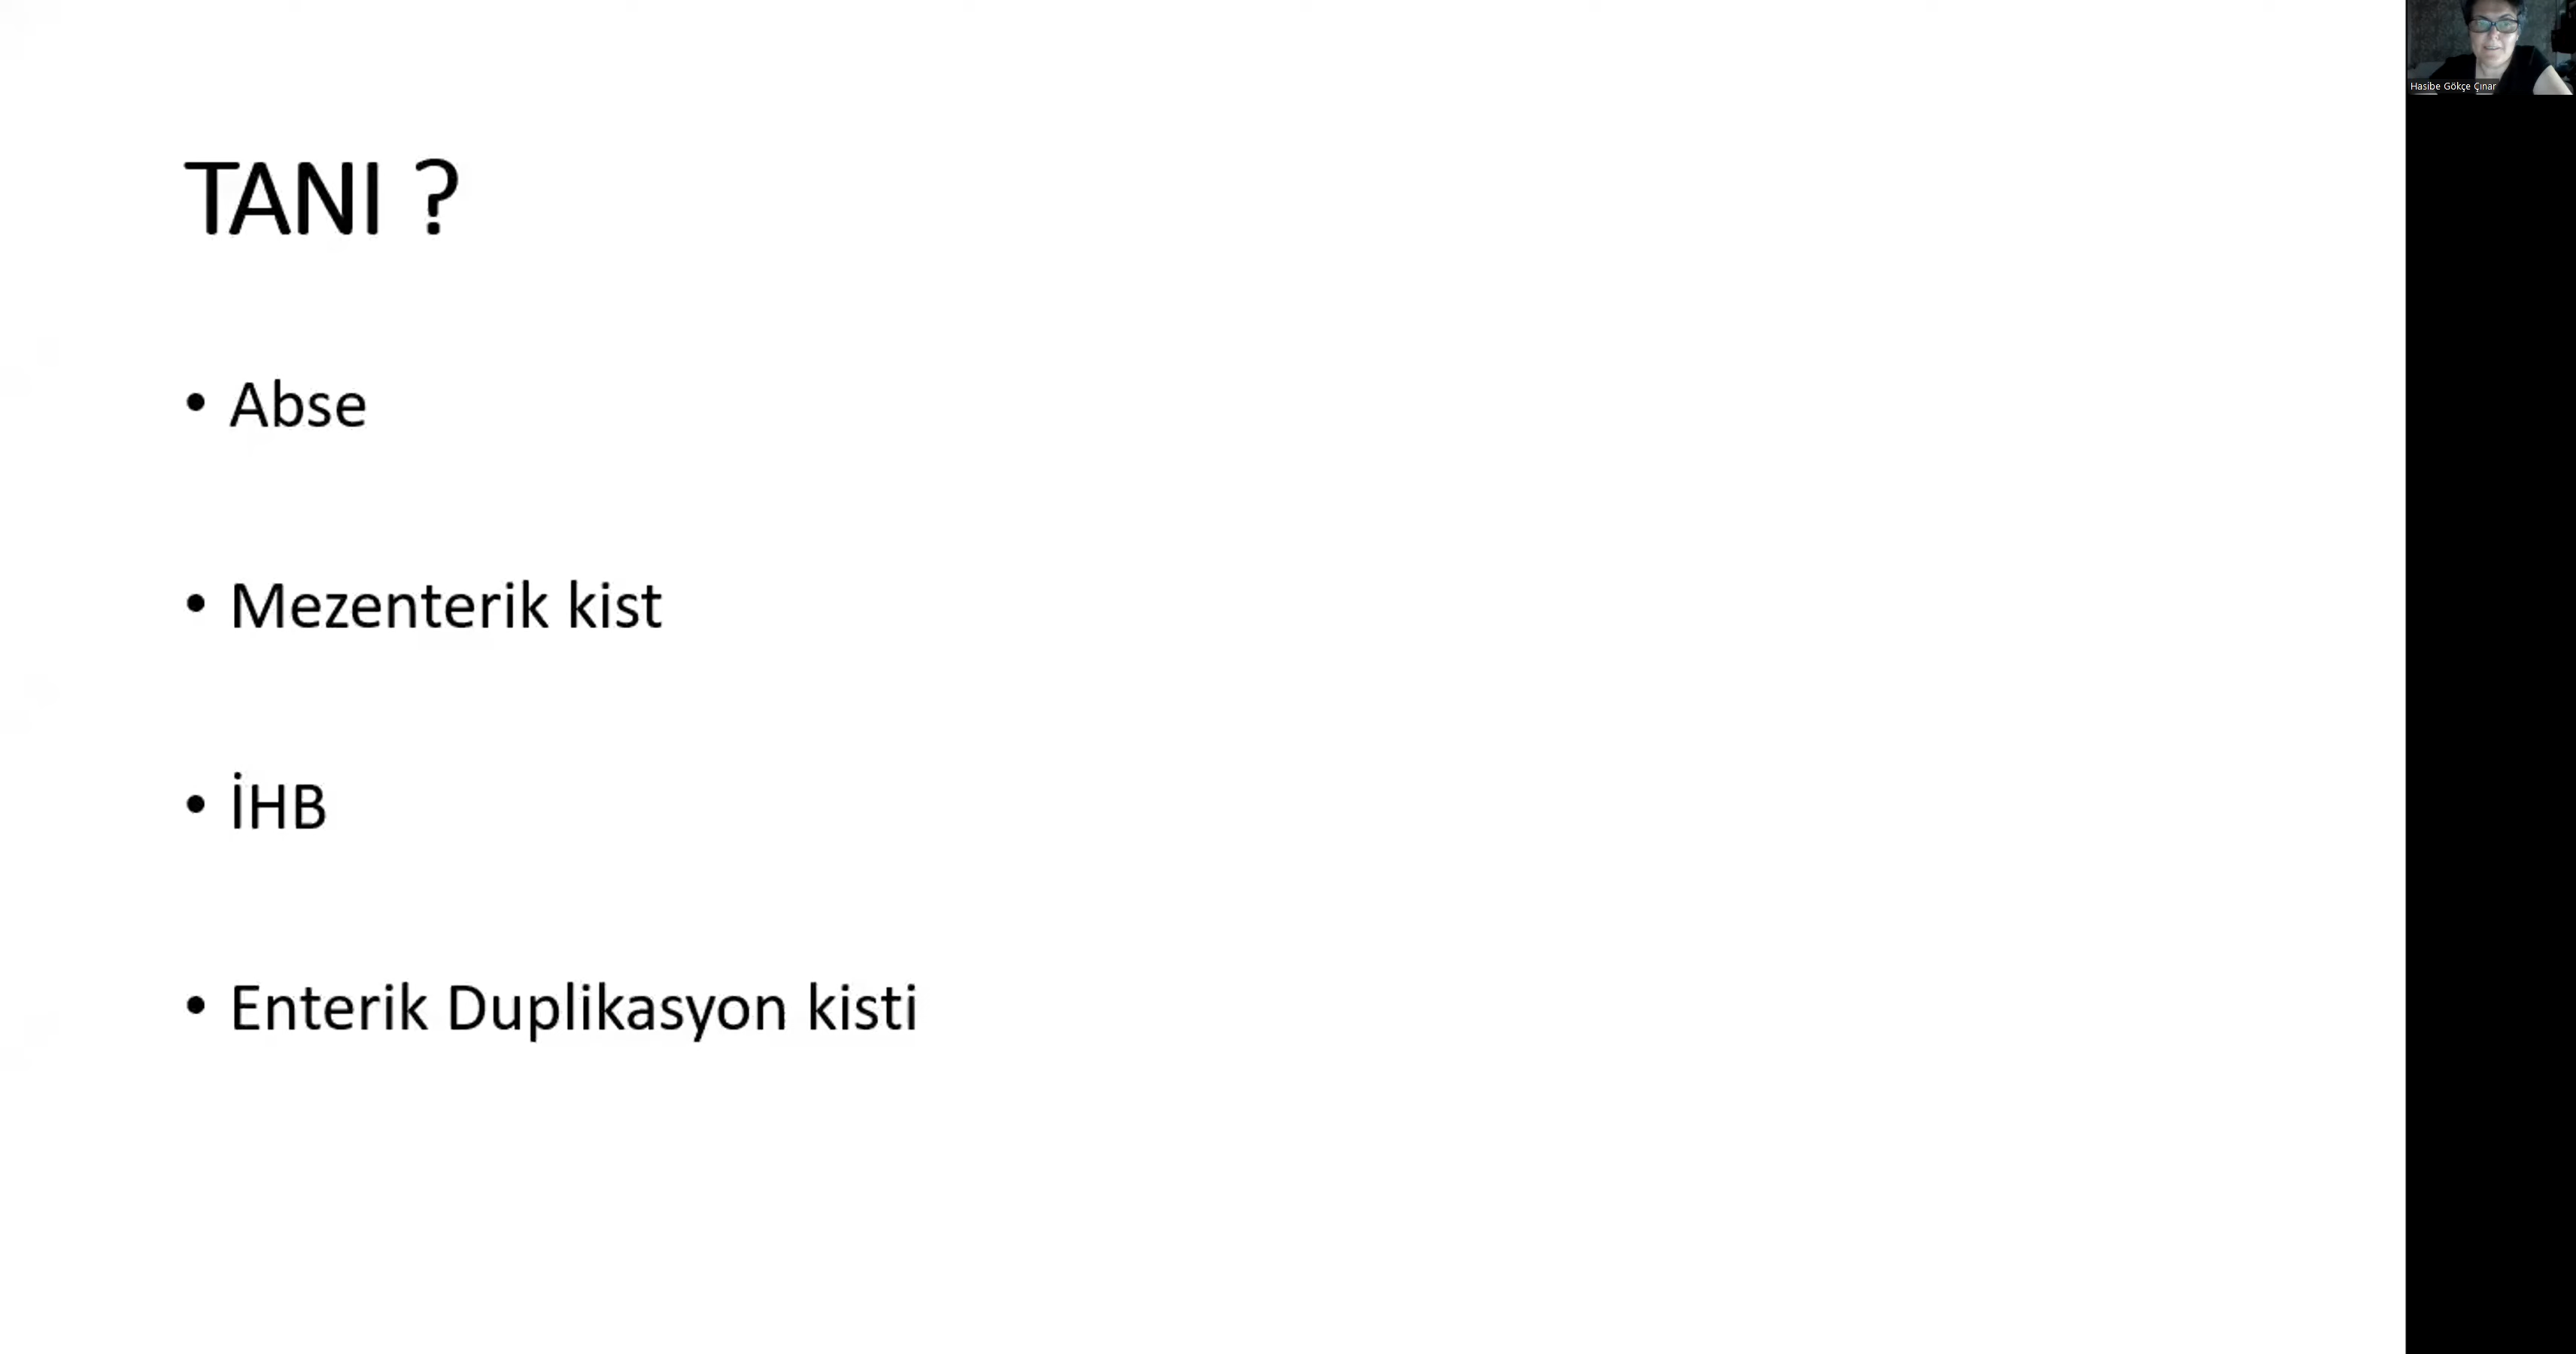 Hasibe Gökçe Çınar
TANI ?
• Abse
• Mezenterik kist
• İHB
• Enterik Duplikasyon kisti